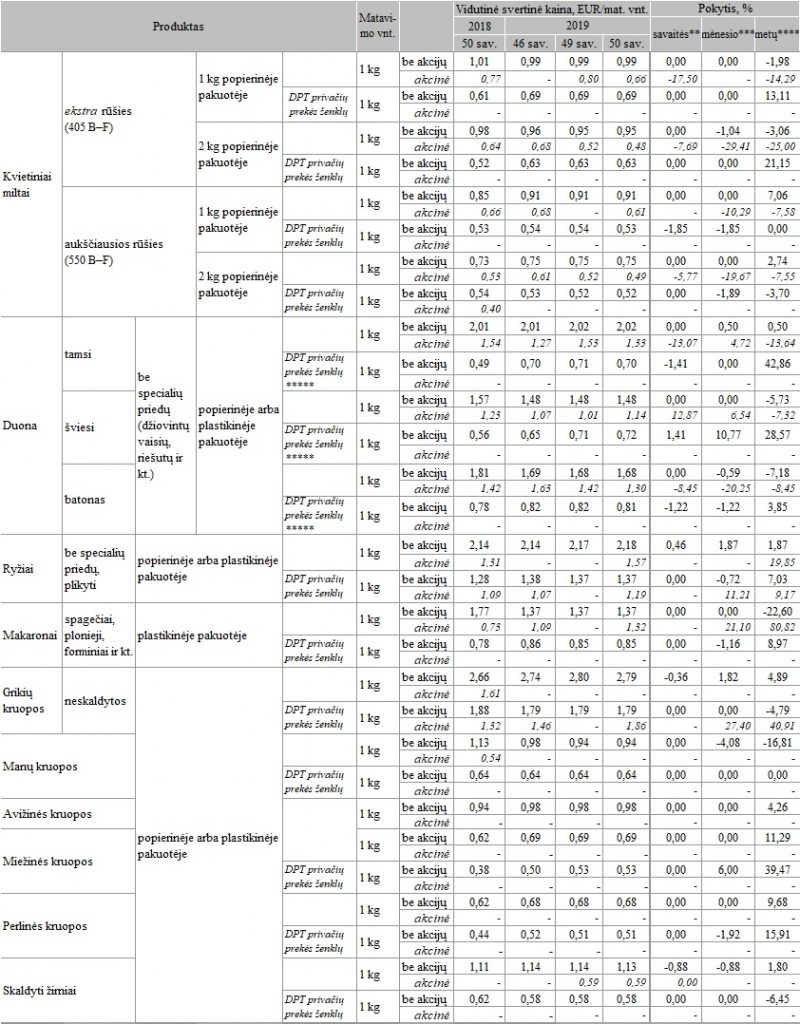 Produktas Matavi- Vidutinė svertinė kaina, EUR/mat. vnt. Pokytis, %
mo vnt. 2018 2019 savaitės** mėnesio*** metų****
50 sav. 46 sav. 49 sav. 50 sav.
Kvietiniai miltai ekstra rūšies (405 B–F) 1 kg popierinėje pakuotėje 1 kg be akcijų 1,01 0,99 0,99 0,99 0,00 0,00 -1,98
akcinė 0,77 - 0,80 0,66 -17,50 - -14,29
DPT privačių prekės ženklų 1 kg be akcijų 0,61 0,69 0,69 0,69 0,00 0,00 13,11
akcinė - - - - - - -
2 kg popierinėje pakuotėje 1 kg be akcijų 0,98 0,96 0,95 0,95 0,00 -1,04 -3,06
akcinė 0,64 0,68 0,52 0,48 -7,69 -29,41 -25,00
DPT privačių prekės ženklų 1 kg be akcijų 0,52 0,63 0,63 0,63 0,00 0,00 21,15
akcinė - - - - - - -
aukščiausios rūšies (550 B–F) 1 kg popierinėje pakuotėje 1 kg be akcijų 0,85 0,91 0,91 0,91 0,00 0,00 7,06
akcinė 0,66 0,68 - 0,61 - -10,29 -7,58
DPT privačių prekės ženklų 1 kg be akcijų 0,53 0,54 0,54 0,53 -1,85 -1,85 0,00
akcinė - - - - - - -
2 kg popierinėje pakuotėje 1 kg be akcijų 0,73 0,75 0,75 0,75 0,00 0,00 2,74
akcinė 0,53 0,61 0,52 0,49 -5,77 -19,67 -7,55
DPT privačių prekės ženklų 1 kg be akcijų 0,54 0,53 0,52 0,52 0,00 -1,89 -3,70
akcinė 0,40 - - - - - -
Duona tamsi be specialių priedų (džiovintų vaisių, riešutų ir kt.) popierinėje arba plastikinėje pakuotėje 1 kg be akcijų 2,01 2,01 2,02 2,02 0,00 0,50 0,50
akcinė 1,54 1,27 1,53 1,33 -13,07 4,72 -13,64
DPT privačių prekės ženklų ***** 1 kg be akcijų 0,49 0,70 0,71 0,70 -1,41 0,00 42,86
akcinė - - - - - - -
šviesi 1 kg be akcijų 1,57 1,48 1,48 1,48 0,00 0,00 -5,73
akcinė 1,23 1,07 1,01 1,14 12,87 6,54 -7,32
DPT privačių prekės ženklų ***** 1 kg be akcijų 0,56 0,65 0,71 0,72 1,41 10,77 28,57
akcinė - - - - - - -
batonas 1 kg be akcijų 1,81 1,69 1,68 1,68 0,00 -0,59 -7,18
akcinė 1,42 1,63 1,42 1,30 -8,45 -20,25 -8,45
DPT privačių prekės ženklų ***** 1 kg be akcijų 0,78 0,82 0,82 0,81 -1,22 -1,22 3,85
akcinė - - - - - - -
Ryžiai be specialių priedų, plikyti popierinėje arba plastikinėje pakuotėje 1 kg be akcijų 2,14 2,14 2,17 2,18 0,46 1,87 1,87
akcinė 1,31 - - 1,57 - - 19,85
DPT privačių prekės ženklų 1 kg be akcijų 1,28 1,38 1,37 1,37 0,00 -0,72 7,03
akcinė 1,09 1,07 - 1,19 - 11,21 9,17
Makaronai spagečiai, plonieji, forminiai ir kt. plastikinėje pakuotėje 1 kg be akcijų 1,77 1,37 1,37 1,37 0,00 0,00 -22,60
akcinė 0,73 1,09 - 1,32 - 21,10 80,82
DPT privačių prekės ženklų 1 kg be akcijų 0,78 0,86 0,85 0,85 0,00 -1,16 8,97
akcinė - - - - - - -
Grikių kruopos neskaldytos popierinėje arba plastikinėje pakuotėje 1 kg be akcijų 2,66 2,74 2,80 2,79 -0,36 1,82 4,89
akcinė 1,61 - - - - - -
DPT privačių prekės ženklų 1 kg be akcijų 1,88 1,79 1,79 1,79 0,00 0,00 -4,79
akcinė 1,32 1,46 - 1,86 - 27,40 40,91
Manų kruopos 1 kg be akcijų 1,13 0,98 0,94 0,94 0,00 -4,08 -16,81
akcinė 0,54 - - - - - -
DPT privačių prekės ženklų 1 kg be akcijų 0,64 0,64 0,64 0,64 0,00 0,00 0,00
akcinė - - - - - - -
Avižinės kruopos 1 kg be akcijų 0,94 0,98 0,98 0,98 0,00 0,00 4,26
akcinė - - - - - - -
Miežinės kruopos 1 kg be akcijų 0,62 0,69 0,69 0,69 0,00 0,00 11,29
akcinė - - - - - - -
DPT privačių prekės ženklų 1 kg be akcijų 0,38 0,50 0,53 0,53 0,00 6,00 39,47
akcinė - - - - - - -
Perlinės kruopos 1 kg be akcijų 0,62 0,68 0,68 0,68 0,00 0,00 9,68
akcinė - - - - - - -
DPT privačių prekės ženklų 1 kg be akcijų 0,44 0,52 0,51 0,51 0,00 -1,92 15,91
akcinė - - - - - - -
Skaldyti žirniai 1 kg be akcijų 1,11 1,14 1,14 1,13 -0,88 -0,88 1,80
akcinė - - 0,59 0,59 0,00 - -
DPT privačių prekės ženklų 1 kg be akcijų 0,62 0,58 0,58 0,58 0,00 0,00 -6,45
akcinė - - - - - - -